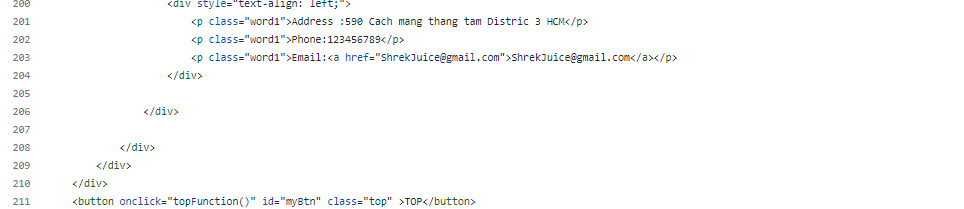 200 <div style="text-align: left;">
201 <p class="word1">Address :590 Cach mang thang tam Distric 3 HCM</p>
202 <p class="word1">Phone:123456789</p>
203 <p class="word1">Email:<a href="ShrekJuice@gmail.com">ShrekJuice@gmail.com</a></p>
204 </div>
205
206 </div>
207
208 </div>
209 </div>
210 </div>
211 <button onclick="topFunction()" id="myBtn" class="top" >TOP</button>